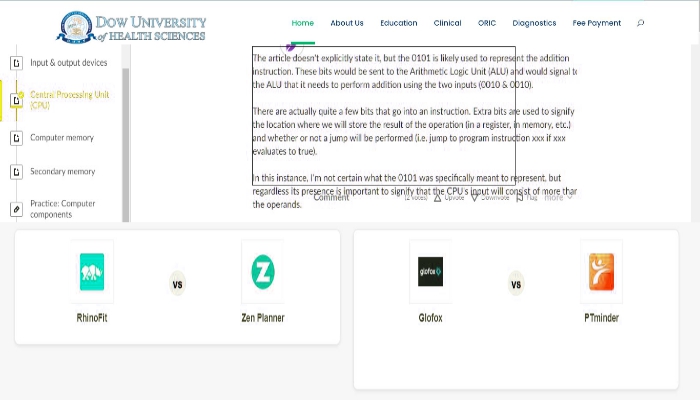 DOW UNIVERSITY
of HEALTH SCIENCES
Home About Us Education Clinical ORIC Diagnostics Fee Payment
Input & output devices
Central Processing Unit
(CPU)
Computer memory
Secondary memory
Practice: Computer
components
The article doesn't explicitly state it, but the 0101 is likely used to represent the addition
instruction. These bits would be sent to the Arithmetic Logic Unit (ALU) and would signal to
the ALU that it needs to perform addition using the two inputs (0010 & 0010).
There are actually quite a few bits that go into an instruction. Extra bits are used to signify
the location where we will store the result of the operation (in a register, in memory, etc.)
and whether or not a jump will be performed (i.e. jump to program instruction xxx if xxx
evaluates to true).
In this instance, I'm not certain what the 0101 was specifically meant to represent, but
regardless its presence is important to signify that the CPU's input will consist of more than
the operands.
Comment (2 votes) Upvote Downvote Flag more
RhinoFit
vs
Zen Planner
glofox
Glofox
vs
PTminder